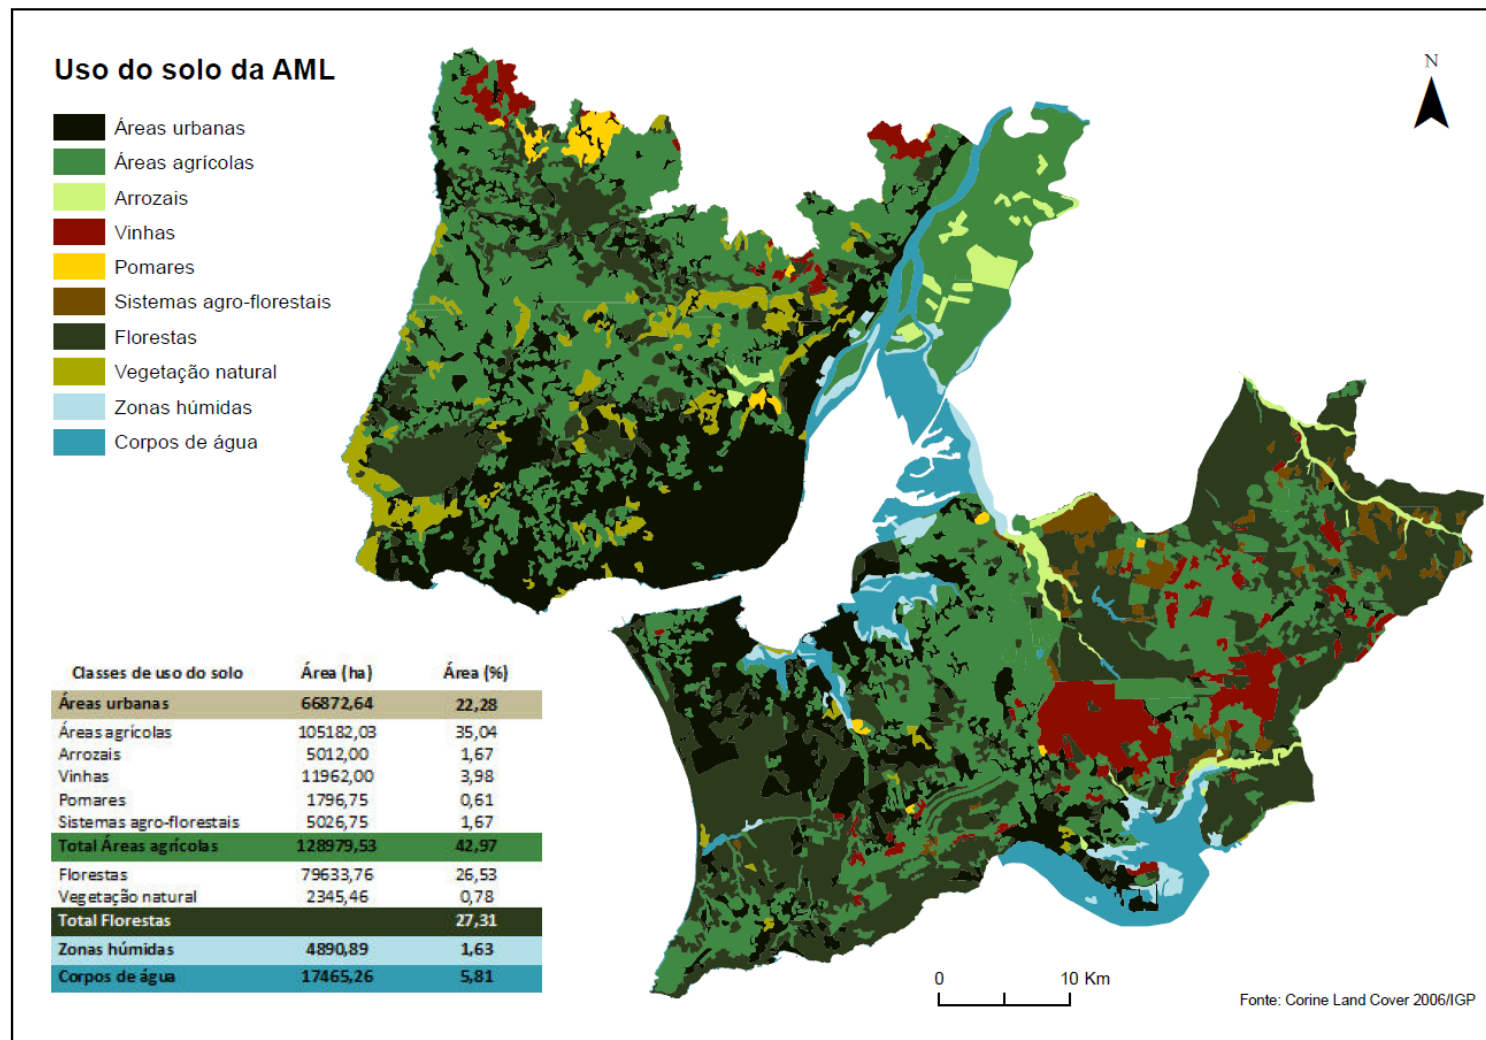 Uso do solo da AML
N
Áreas urbanas
Áreas agrícolas
Arrozais
Vinhas
Pomares
Sistemas agro-florestais
Florestas
Vegetação natural
Zonas húmidas
Corpos de água
Classes de uso do solo Área (ha) Área (%)
Áreas urbanas 66872,64 22,28
Áreas agrícolas 105182,03 35,04
Arrozais 5012,00 1,67
Vinhas 11962,00 3,98
Pomares 1796,75 0,61
Sistemas agro-florestais 5026,75 1,67
Total Áreas agrícolas 128979,53 42,97
Florestas 79633,76 26,53
Vegetação natural 2345,46 0,78
Total Florestas 27,31
Zonas húmidas 4890,89 1,63
Corpos de água 17465,26 5,81
0 10 Km
Fonte: Corine Land Cover 2006/IGP